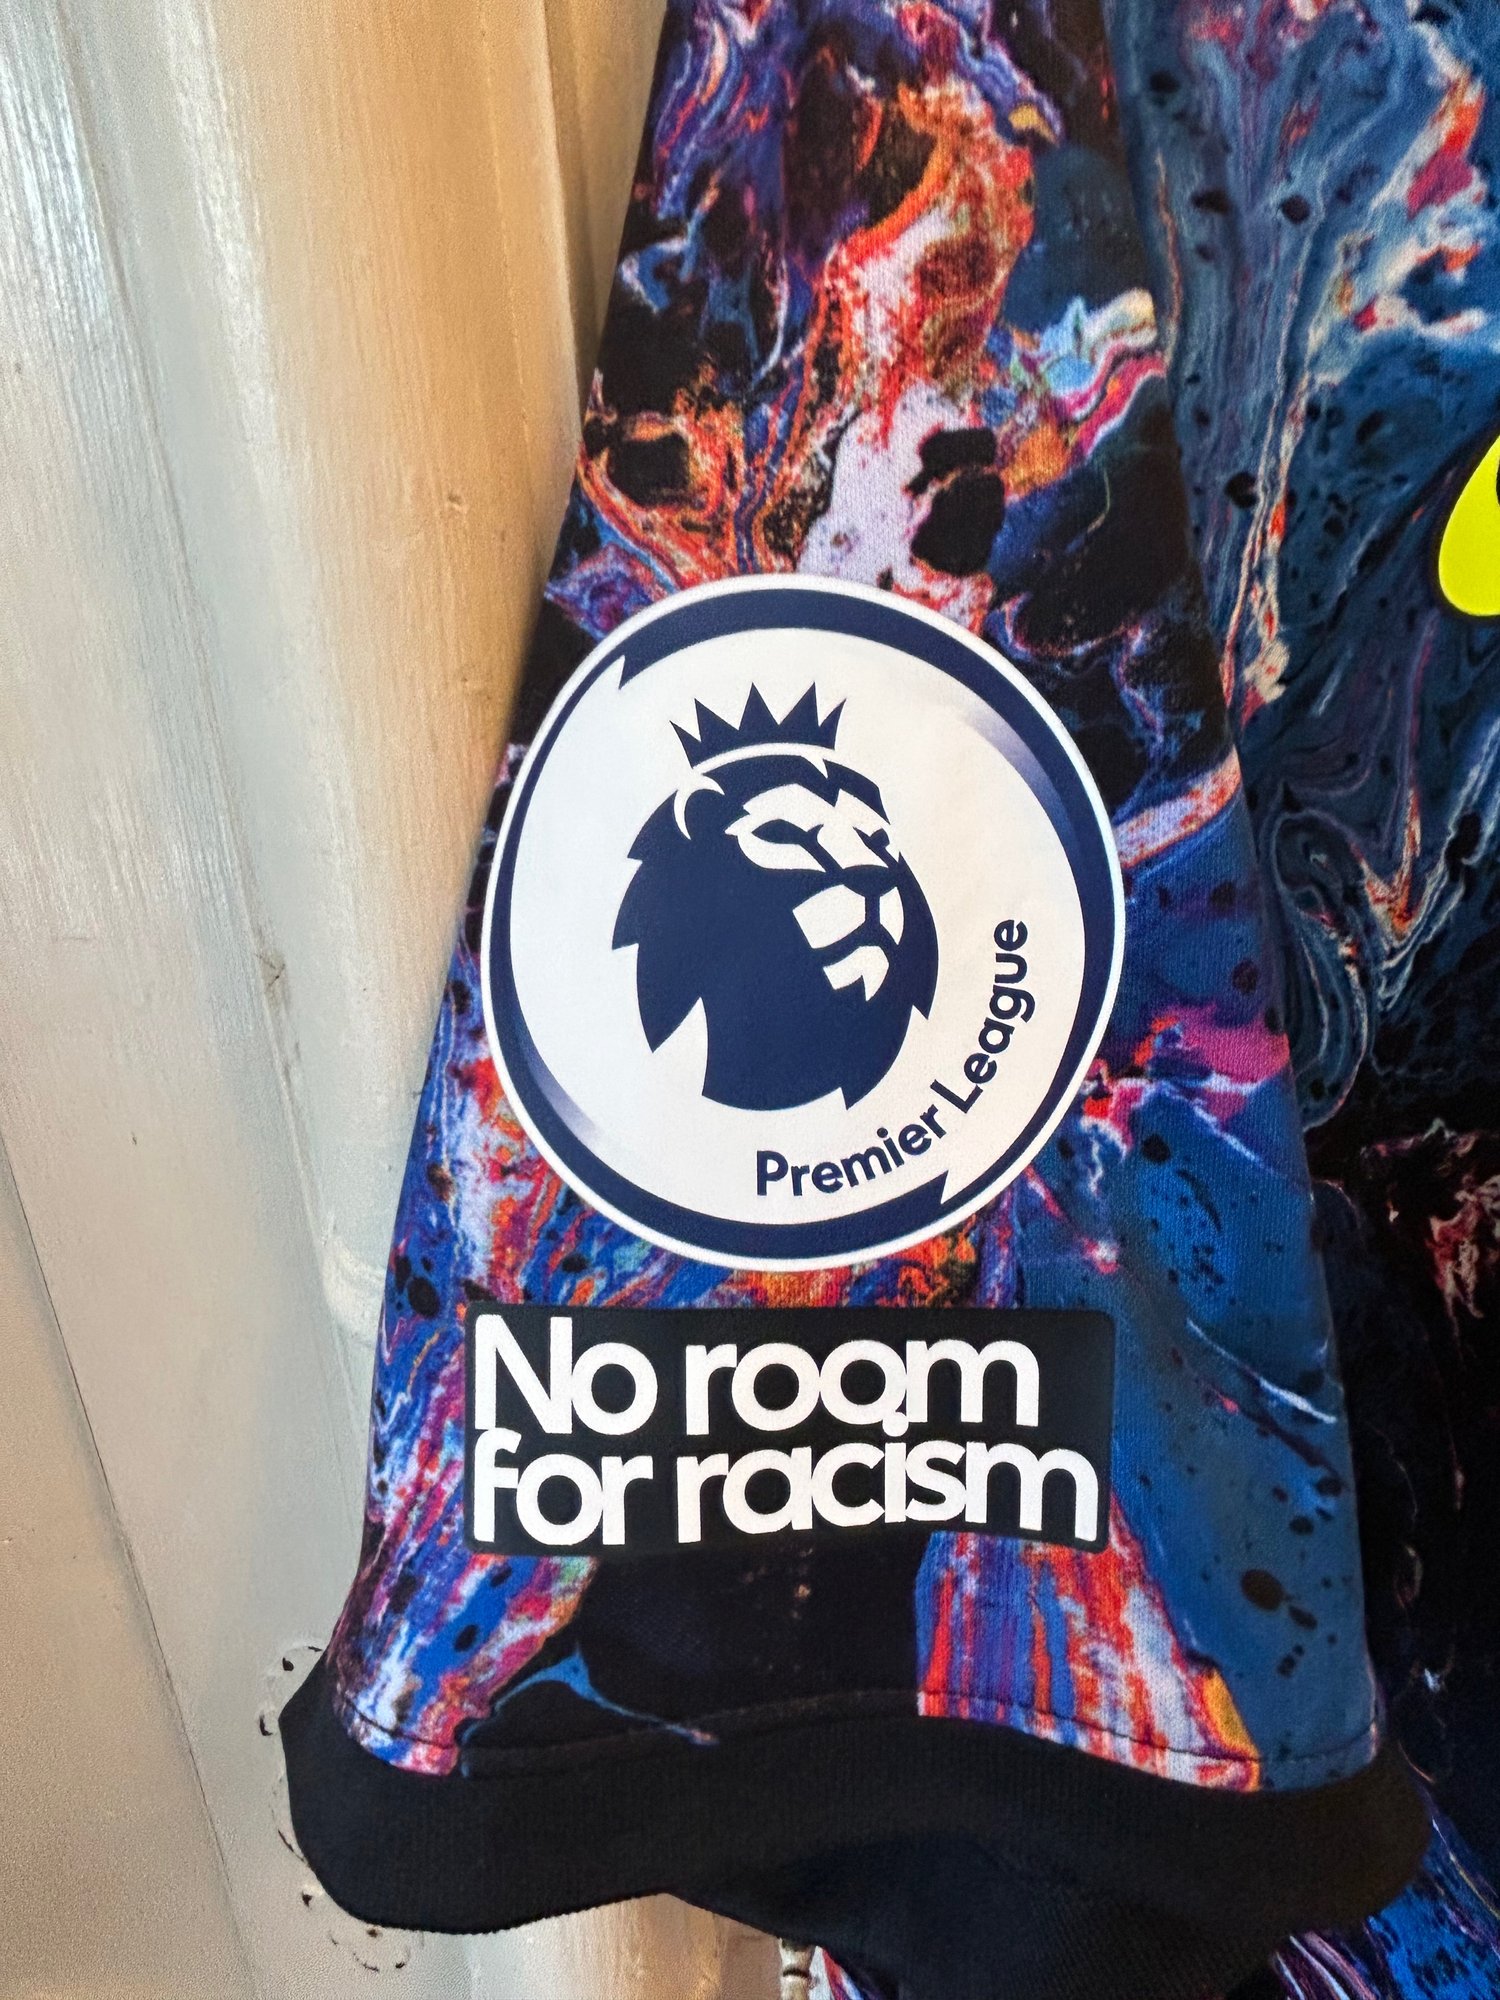 Premier League
No room
for racism